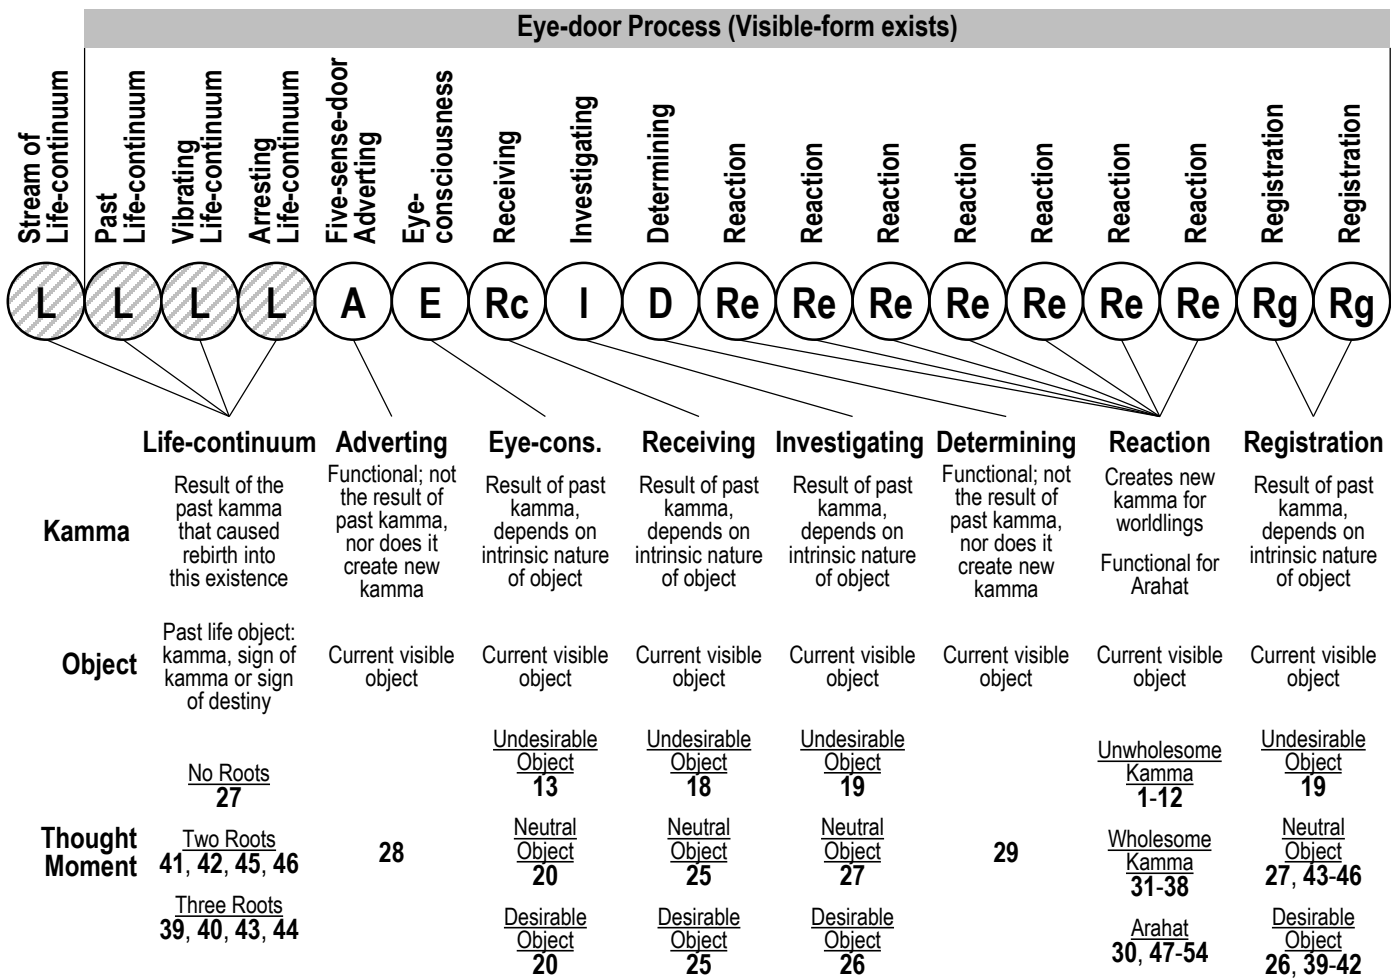 Eye-door Process (Visible-form exists)
Stream of
Life-continuum
Past
Life-continuum
Vibrating
Life-continuum
Arresting
Life-continuum
Five-sense-door
Adverting
Eye-
consciousness
Receiving
Investigating
Determining
Reaction
Reaction
Reaction
Reaction
Reaction
Reaction
Reaction
Registration
Registration
L L L L A E Rc I D Re Re Re Re Re Re Re Rg Rg
Life-continuum Adverting Eye-cons. Receiving Investigating Determining Reaction Registration
Kamma
Result of the
past kamma
that caused
rebirth into
this existence
Functional; not
the result of
past kamma,
nor does it
create new
kamma
Result of past
kamma,
depends on
intrinsic nature
of object
Result of past
kamma,
depends on
intrinsic nature
of object
Result of past
kamma,
depends on
intrinsic nature
of object
Functional; not
the result of
past kamma,
nor does it
create new
kamma
Creates new
kamma for
worldlings
Functional for
Arahat
Result of past
kamma,
depends on
intrinsic nature
of object
Object
Past life object:
kamma, sign of
kamma or sign
of destiny
Current visible
object
Current visible
object
Current visible
object
Current visible
object
Current visible
object
Current visible
object
Current visible
object
Thought
Moment
No Roots
27
Two Roots
41, 42, 45, 46
Three Roots
39, 40, 43, 44
28
Undesirable
Object
13
Neutral
Object
20
Desirable
Object
20
Undesirable
Object
18
Neutral
Object
25
Desirable
Object
25
Undesirable
Object
19
Neutral
Object
27
Desirable
Object
26
29
Unwholesome
Kamma
1-12
Wholesome
Kamma
31-38
Arahat
30, 47-54
Undesirable
Object
19
Neutral
Object
27, 43-46
Desirable
Object
26, 39-42